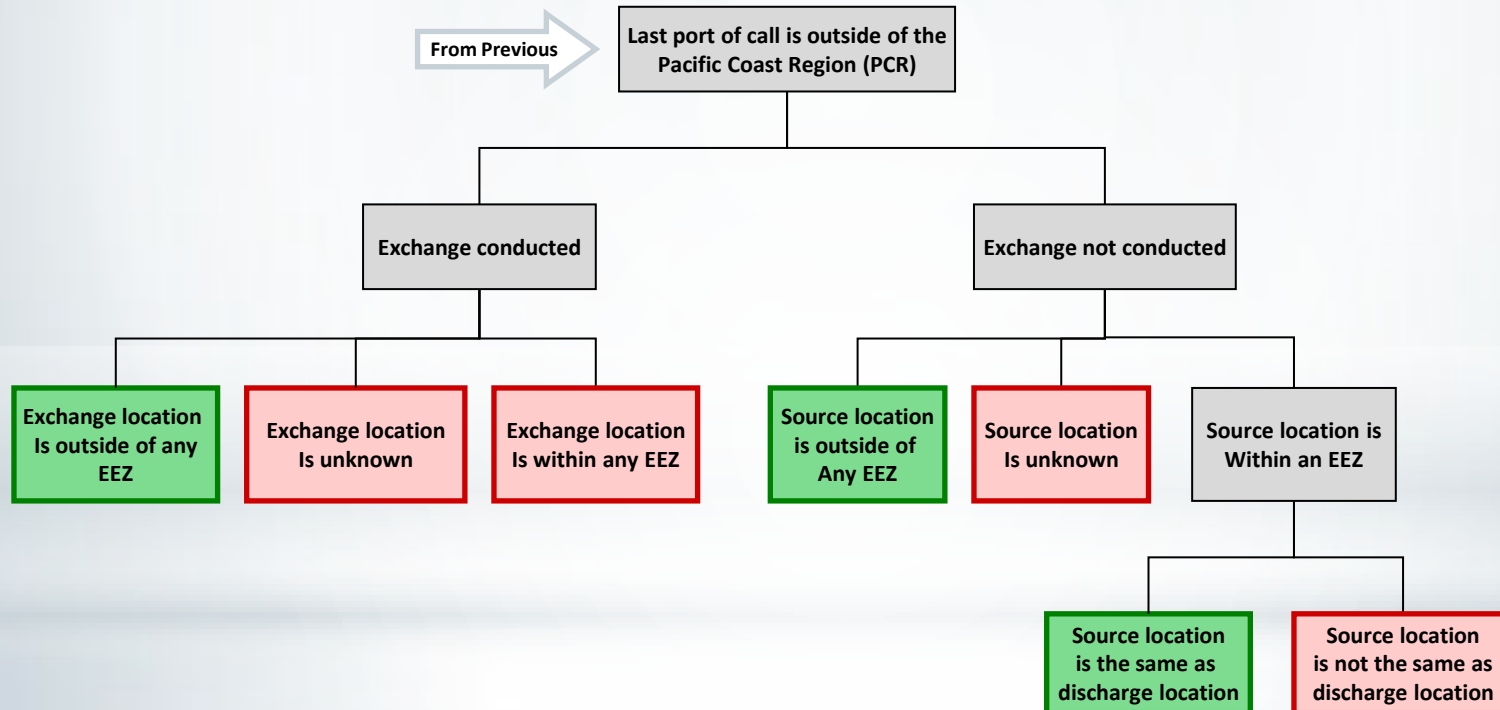 From Previous
Last port of call is outside of the
Pacific Coast Region (PCR)
Exchange conducted
Exchange not conducted
Exchange location
Is outside of any
EEZ
Exchange location
Is unknown
Exchange location
Is within any EEZ
Source location
is outside of
Any EEZ
Source location
Is unknown
Source location is
Within an EEZ
Source location
is the same as
discharge location
Source location
is not the same as
discharge location